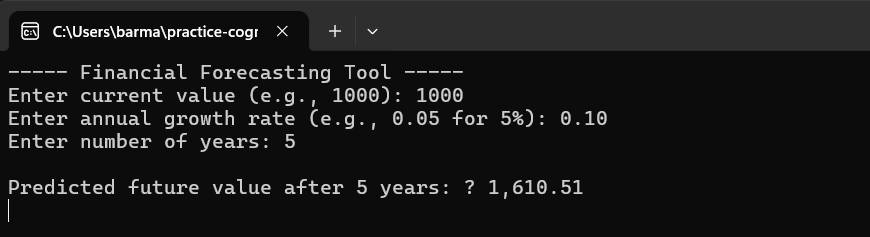 C:\Users\barma\practice-cogr
----- Financial Forecasting Tool -----
Enter current value (e.g., 1000): 1000
Enter annual growth rate (e.g., 0.05 for 5%): 0.10
Enter number of years: 5
Predicted future value after 5 years: ? 1,610.51